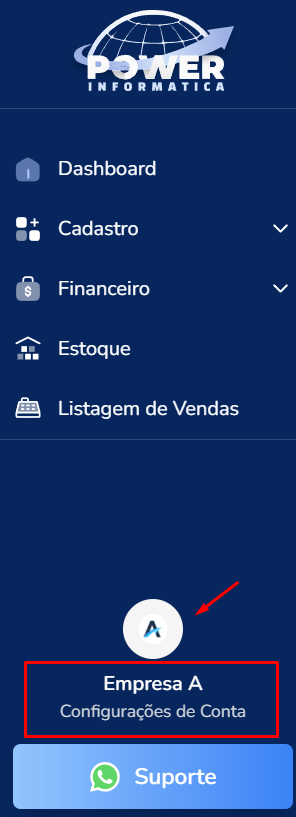 POWER
INFORMATICA
Dashboard
Cadastro
Financeiro
Estoque
Listagem de Vendas
Empresa A
Configurações de Conta
Suporte